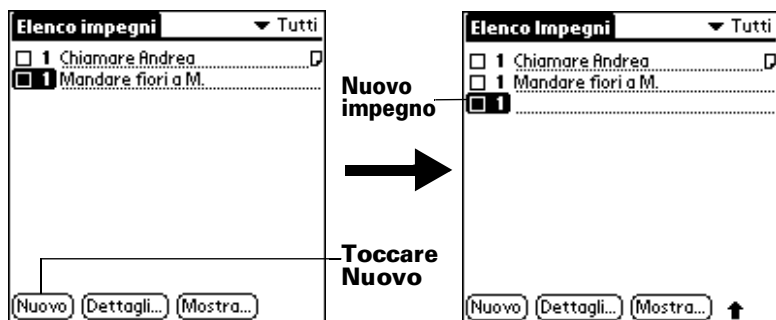 Elenco impegni Tutti
1 Chiamare Andrea
1 Mandare fiori a M.
Nuovo Dettagli... Mostra...
Nuovo
impegno
Toccare
Nuovo
Elenco Impegni Tutti
1 Chiamare Andrea
1 Mandare fiori a M.
1
Nuovo Dettagli... Mostra...